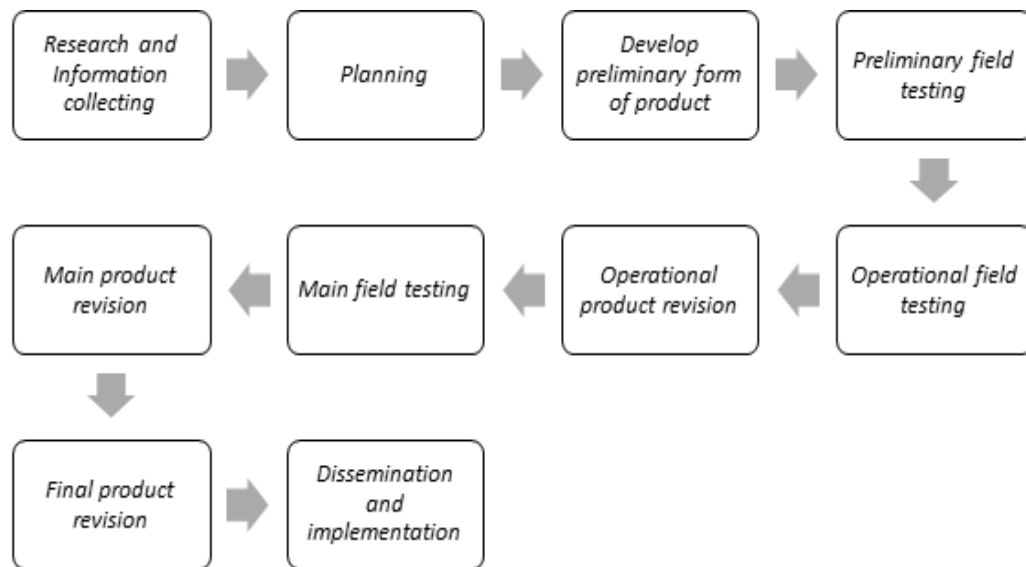 Research and
Information
collecting
Planning
Develop
preliminary form
of product
Preliminary field
testing
Operational field
testing
Operational
product revision
Main field testing
Main product
revision
Final product
revision
Dissemination
and
implementation